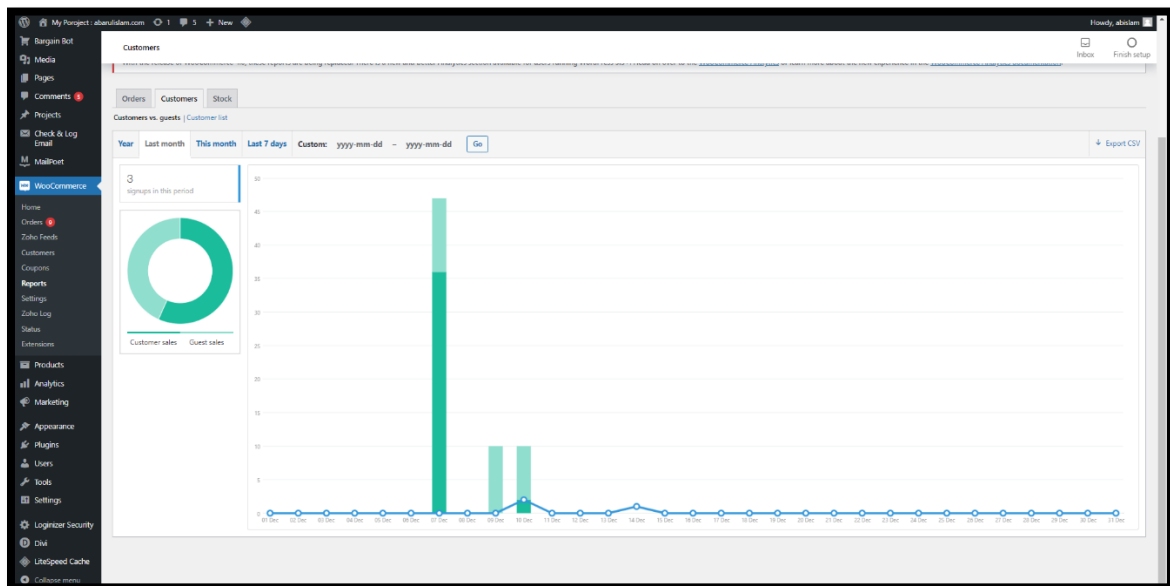 My Poroject : abarulislam.com 1 5 + New
Howdy, abislam
Bargain Bot
Media
Pages
Comments 5
Projects
Check & Log Email
MailPoet
WooCommerce
Home
Orders 9
Zoho Feeds
Customers
Coupons
Reports
Settings
Zoho Log
Status
Extensions
Products
Analytics
Marketing
Appearance
Plugins
Users
Tools
Settings
Loginizer Security
Divi
LiteSpeed Cache
Collapse menu
Customers
Inbox
Finish setup
Orders Customers Stock
Customers vs. guests | Customer list
Year Last month This month Last 7 days Custom: yyyy-mm-dd – yyyy-mm-dd Go
Export CSV
3
signups in this period
Customer sales Guest sales
50
45
40
35
30
25
20
15
10
5
0
01 Dec 02 Dec 03 Dec 04 Dec 05 Dec 06 Dec 07 Dec 08 Dec 09 Dec 10 Dec 11 Dec 12 Dec 13 Dec 14 Dec 15 Dec 16 Dec 17 Dec 18 Dec 19 Dec 20 Dec 21 Dec 22 Dec 23 Dec 24 Dec 25 Dec 26 Dec 27 Dec 28 Dec 29 Dec 30 Dec 31 Dec